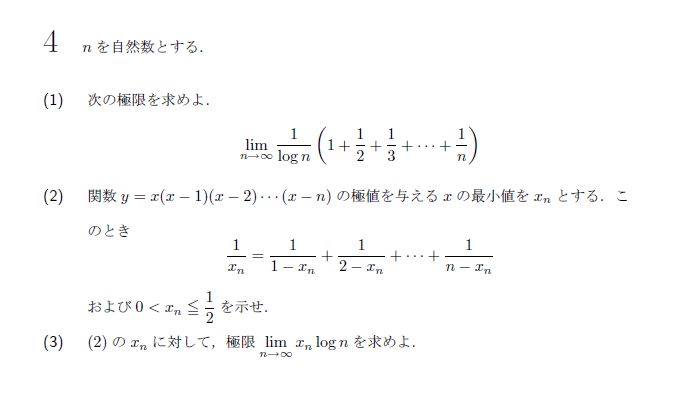 4 n を自然数とする．
(1) 次の極限を求めよ．
\lim_{n \to \infty} \frac{1}{\log n} \left( 1 + \frac{1}{2} + \frac{1}{3} + \cdots + \frac{1}{n} \right)
(2) 関数 y = x(x − 1)(x − 2) ⋯ (x − n) の極値を与える x の最小値を x_n とする．こ
のとき
\frac{1}{x_n} = \frac{1}{1 - x_n} + \frac{1}{2 - x_n} + \cdots + \frac{1}{n - x_n}
および 0 < x_n ≦ \frac{1}{2} を示せ．
(3) (2) の x_n に対して，極限 \lim_{n \to \infty} x_n \log n を求めよ．